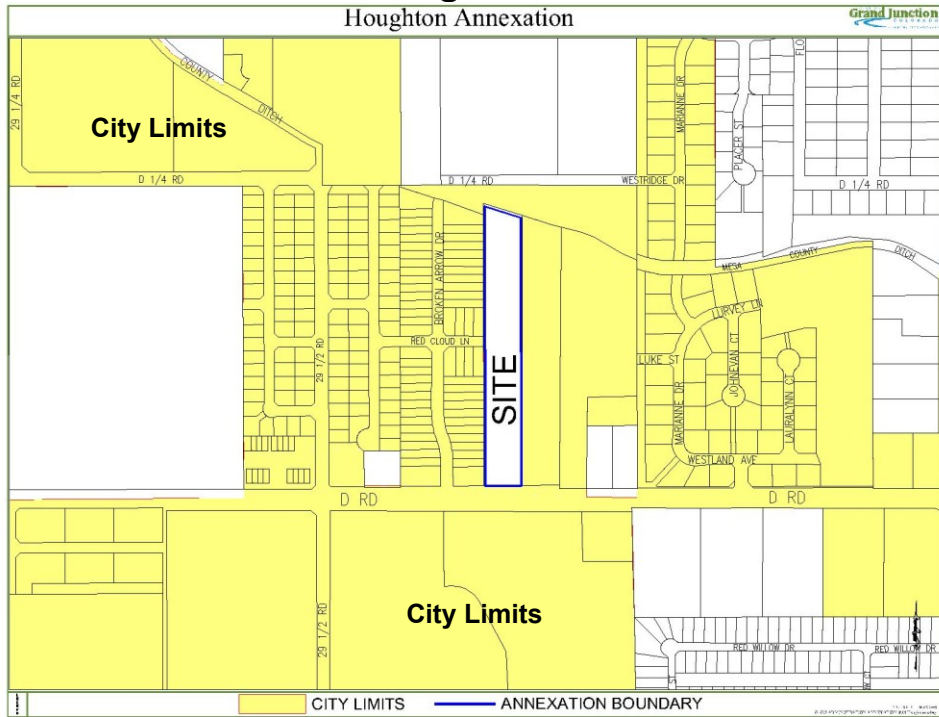 Houghton Annexation
Grand Junction
COLORADO
29 1/4 RD
COUNTY
DITCH
City Limits
D 1/4 RD
D 1/4 RD
WESTRIDGE DR
MARIANNE DR
PLACER ST
FLO
D 1/4 RD
BROKEN ARROW DR
29 1/2 RD
RED CLOUD LN
SITE
MESA
COUNTY
DITCH
LURVEY LN
LUKE ST
JOHNEVAN CT
LAURALYNN CT
MARIANNE DR
WESTLAND AVE
D RD
D RD
29 1/2 RD
City Limits
RED WILLOW DR
RED WILLOW DR
ST
CITY LIMITS
ANNEXATION BOUNDARY